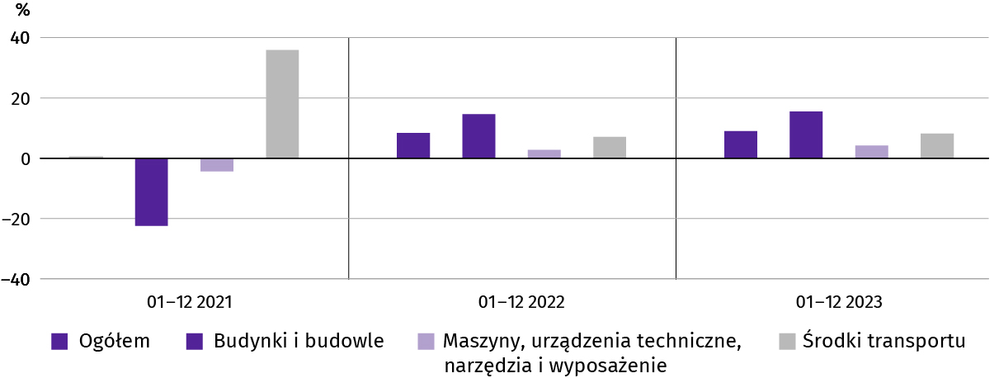 %
40
20
0
–20
–40
01–12 2021
01–12 2022
01–12 2023
Ogółem
Budynki i budowle
Maszyny, urządzenia techniczne,
narzędzia i wyposażenie
Środki transportu